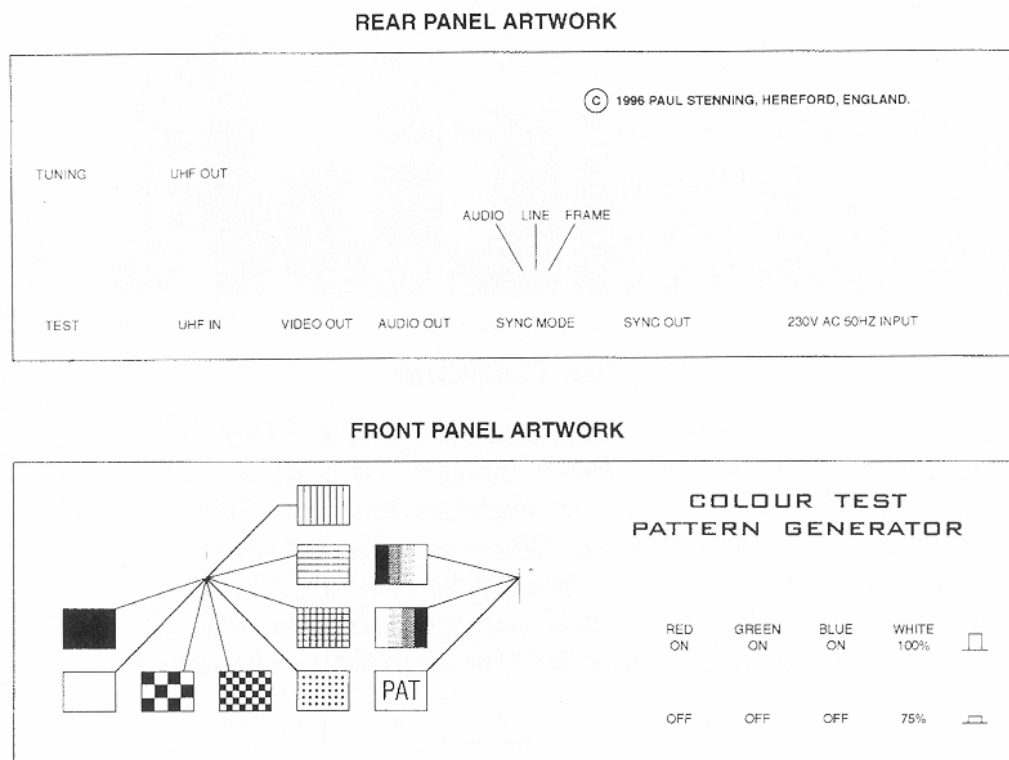 REAR PANEL ARTWORK
C 1996 PAUL STENNING, HEREFORD, ENGLAND.
TUNING UHF OUT
AUDIO LINE FRAME
TEST UHF IN VIDEO OUT AUDIO OUT SYNC MODE SYNC OUT 230V AC 50HZ INPUT
FRONT PANEL ARTWORK
COLOUR TEST
PATTERN GENERATOR
RED GREEN BLUE WHITE
ON ON ON 100%
PAT
OFF OFF OFF 75%